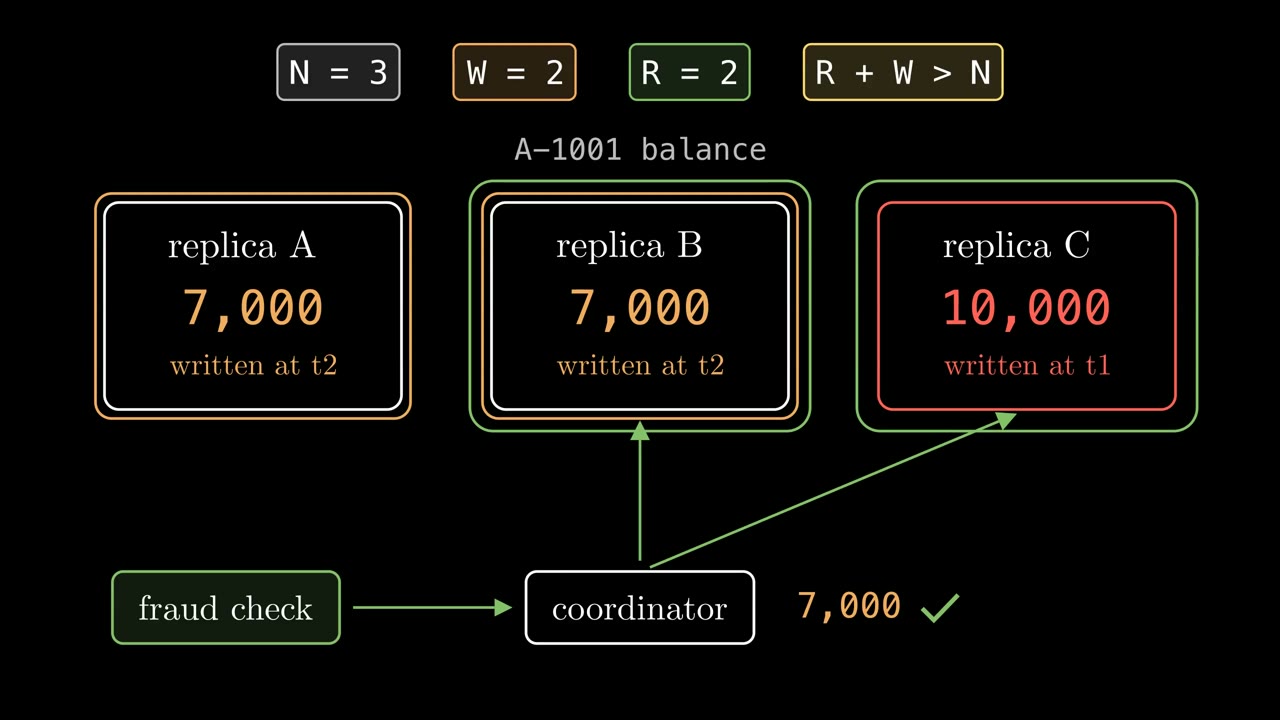 N = 3
W = 2
R = 2
R + W > N
A-1001 balance
replica A
7,000
written at t2
replica B
7,000
written at t2
replica C
10,000
written at t1
fraud check
coordinator
7,000